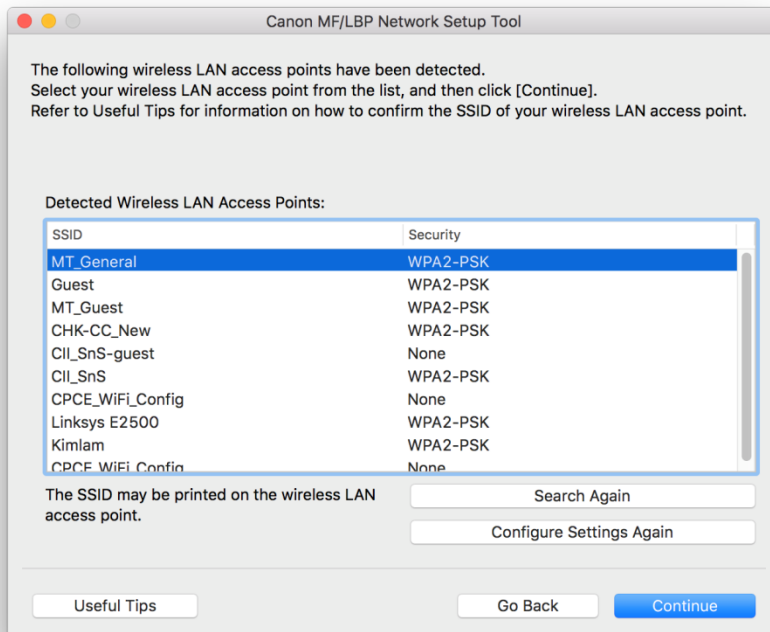 Canon MF/LBP Network Setup Tool
The following wireless LAN access points have been detected.
Select your wireless LAN access point from the list, and then click [Continue].
Refer to Useful Tips for information on how to confirm the SSID of your wireless LAN access point.
Detected Wireless LAN Access Points:
SSID Security
MT_General WPA2-PSK
Guest WPA2-PSK
MT_Guest WPA2-PSK
CHK-CC_New WPA2-PSK
CII_SnS-guest None
CII_SnS WPA2-PSK
CPCE_WiFi_Config None
Linksys E2500 WPA2-PSK
Kimlam WPA2-PSK
CPCE_WiFi_Config None
The SSID may be printed on the wireless LAN
access point.
Search Again
Configure Settings Again
Useful Tips
Go Back
Continue